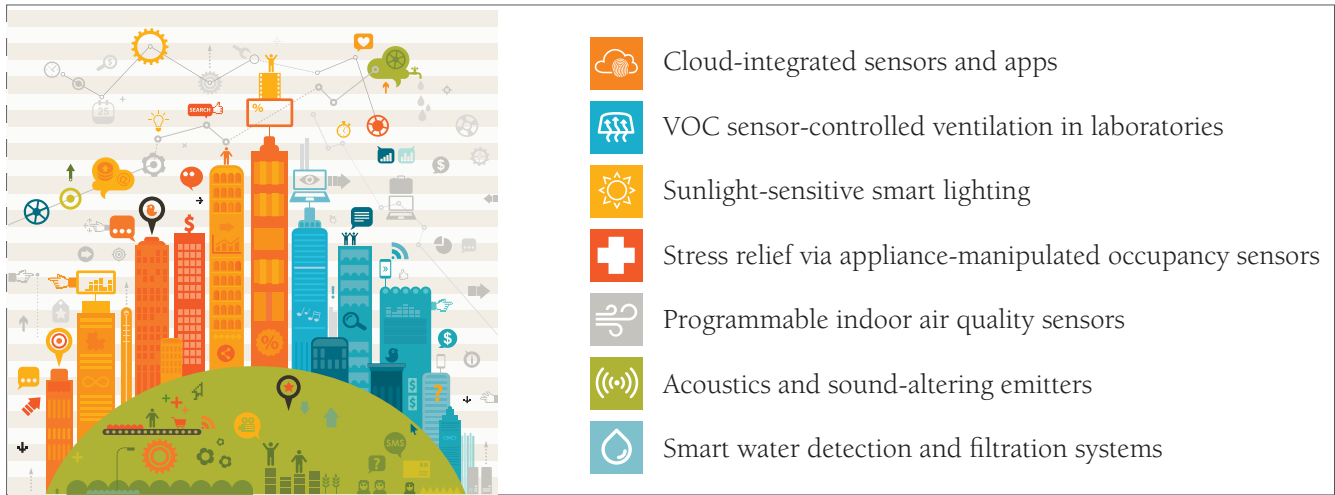 25
%
SEARCH
$
$
%
$
$
$
?
SMS
?
Cloud-integrated sensors and apps
VOC sensor-controlled ventilation in laboratories
Sunlight-sensitive smart lighting
Stress relief via appliance-manipulated occupancy sensors
Programmable indoor air quality sensors
Acoustics and sound-altering emitters
Smart water detection and filtration systems